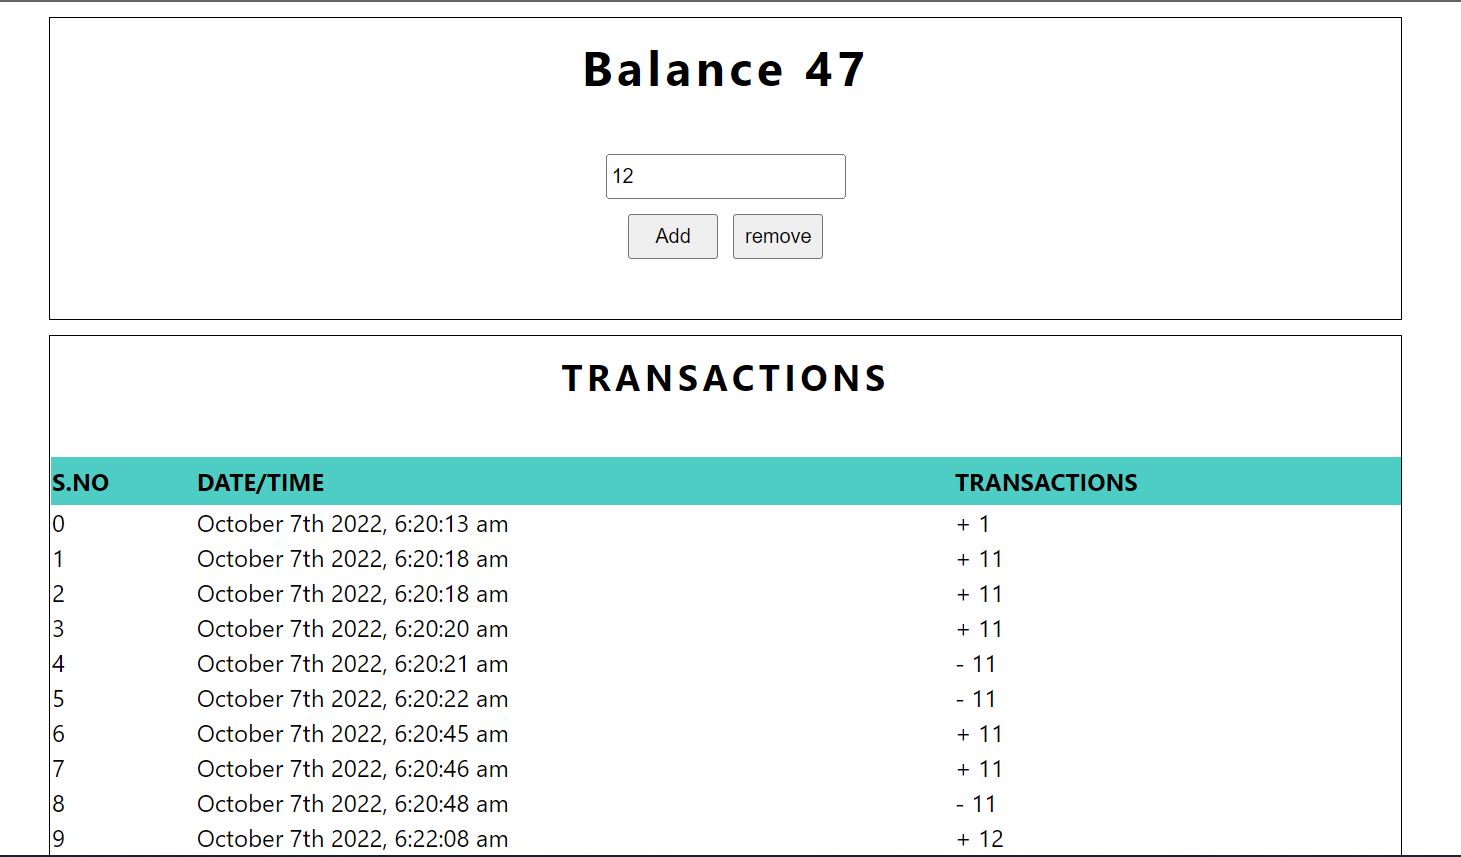 Balance 47
12
Add remove
TRANSACTIONS
S.NO DATE/TIME TRANSACTIONS
0 October 7th 2022, 6:20:13 am + 1
1 October 7th 2022, 6:20:18 am + 11
2 October 7th 2022, 6:20:18 am + 11
3 October 7th 2022, 6:20:20 am + 11
4 October 7th 2022, 6:20:21 am - 11
5 October 7th 2022, 6:20:22 am - 11
6 October 7th 2022, 6:20:45 am + 11
7 October 7th 2022, 6:20:46 am + 11
8 October 7th 2022, 6:20:48 am - 11
9 October 7th 2022, 6:22:08 am + 12